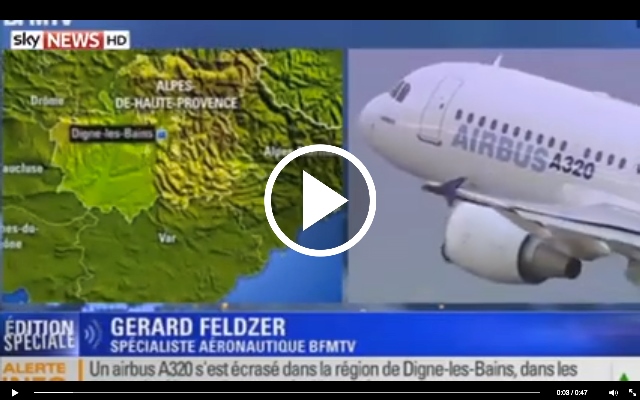 sky NEWS HD
ALPES
DE-HAUTE-PROVENCE
Drôme
Digne-les-Bains
Var
AIRBUS A320
ÉDITION
SPÉCIALE
GERARD FELDZER
SPÉCIALISTE AÉRONAUTIQUE BFMTV
ALERTE
Un airbus A320 s'est écrasé dans la région de Digne-les-Bains, dans les
0:03 / 0:47